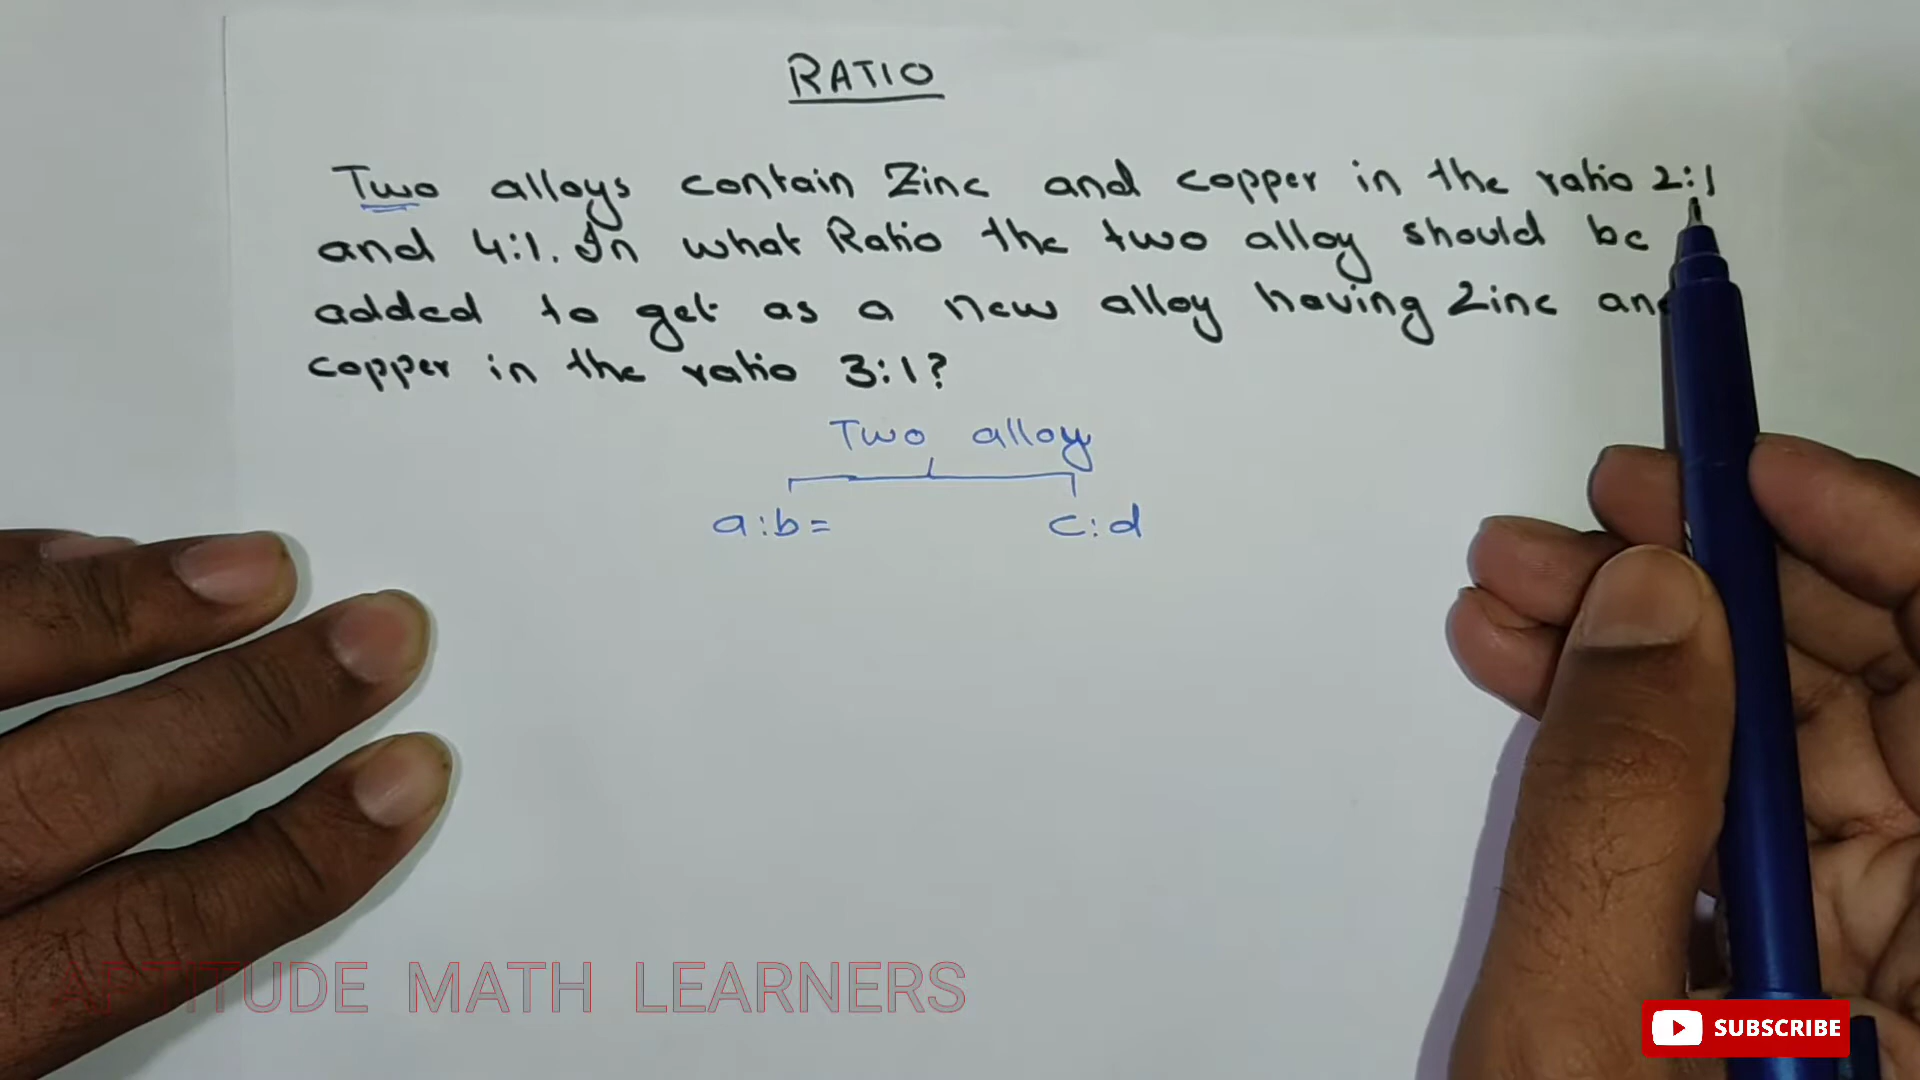 RATIO
Two alloys contain Zinc and copper in the ratio 2:1
and 4:1. In what Ratio the two alloy should be
added to get as a new alloy having Zinc an
copper in the ratio 3:1?
Two alloy
a:b= c:d
APTITUDE MATH LEARNERS
SUBSCRIBE